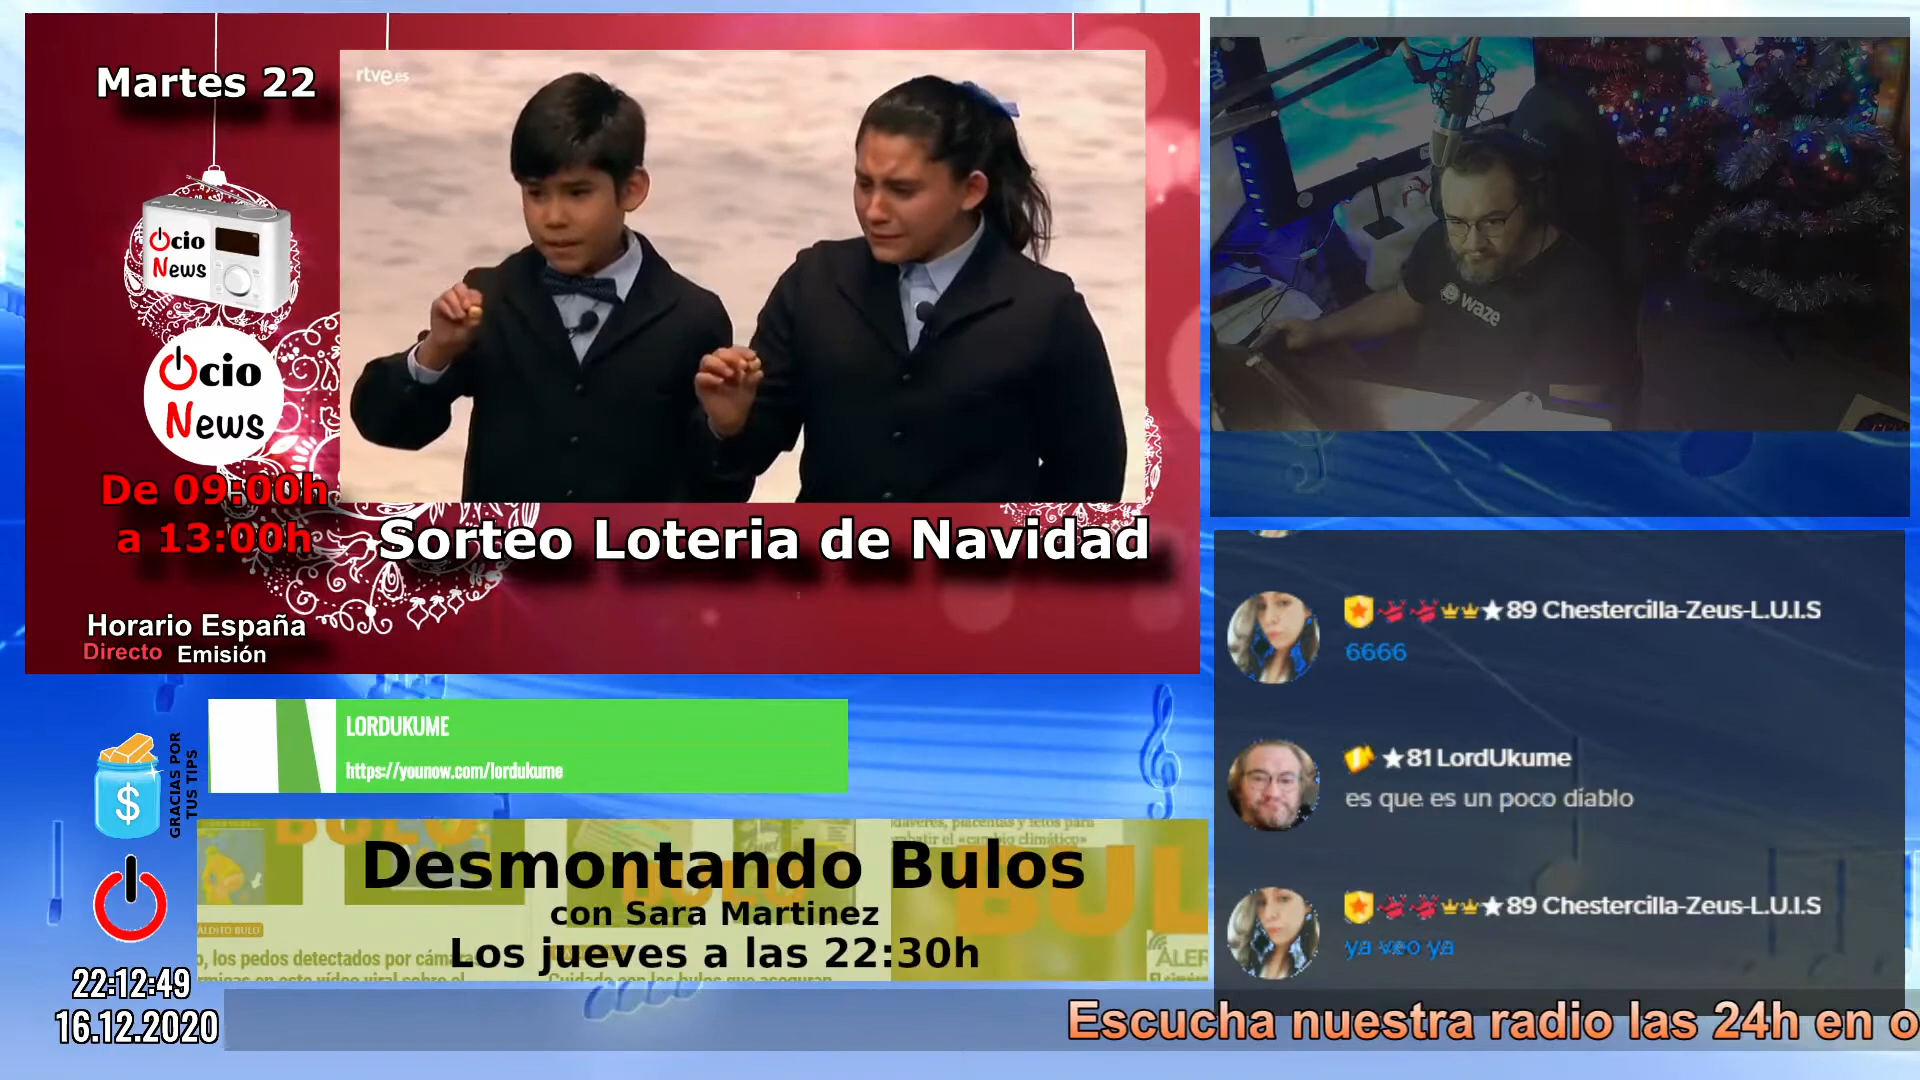 Martes 22
rtve.es
Ocio
News
Ocio
News
De 09:00h
a 13:00h
Sorteo Loteria de Navidad
Horario España
Directo Emisión
waze
LORDUKUME
https://younow.com/lordukume
GRACIAS POR
TUS TIPS
$
Desmontando Bulos
con Sara Martinez
Los jueves a las 22:30h
22:12:49
16.12.2020
89 Chestercilla-Zeus-L.U.I.S
6666
81 LordUkume
es que es un poco diablo
89 Chestercilla-Zeus-L.U.I.S
ya veo ya
Escucha nuestra radio las 24h en o